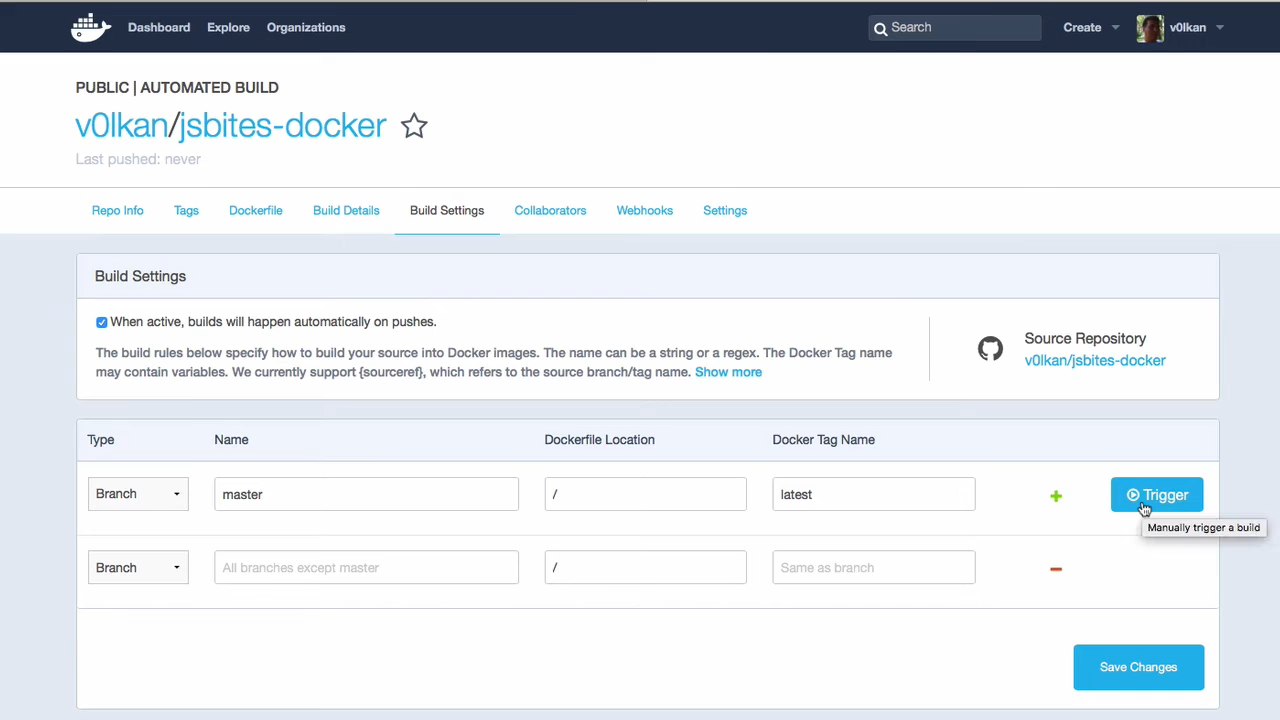 Dashboard Explore Organizations Search Create v0lkan
PUBLIC | AUTOMATED BUILD
v0lkan/jsbites-docker
Last pushed: never
Repo Info Tags Dockerfile Build Details Build Settings Collaborators Webhooks Settings
Build Settings
When active, builds will happen automatically on pushes.
The build rules below specify how to build your source into Docker images. The name can be a string or a regex. The Docker Tag name
may contain variables. We currently support {sourceref}, which refers to the source branch/tag name. Show more
Source Repository
v0lkan/jsbites-docker
Type Name Dockerfile Location Docker Tag Name
Branch master / latest + Trigger
Manually trigger a build
Branch All branches except master / Same as branch −
Save Changes